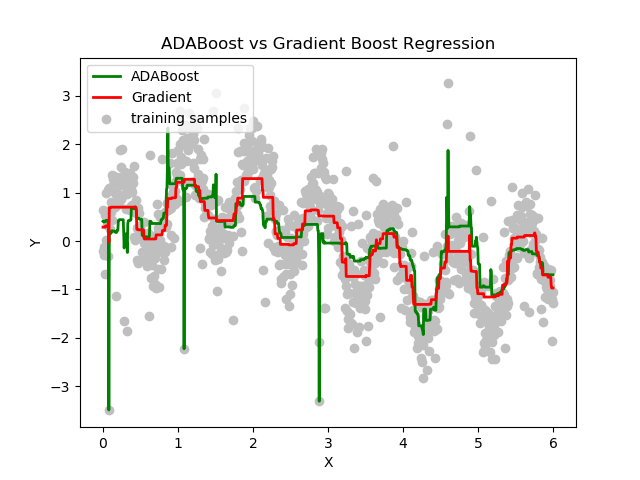 ADABoost vs Gradient Boost Regression
ADABoost
Gradient
training samples
3
2
1
0
−1
−2
−3
Y
0
1
2
3
4
5
6
X